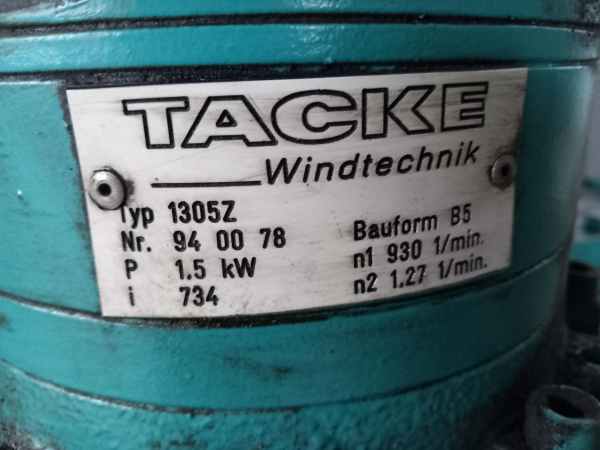 TACKE
Windtechnik
Typ 1305Z
Nr. 94 00 78
P 1.5 kW
i 734
Bauform B5
n1 930 1/min.
n2 1.27 1/min.